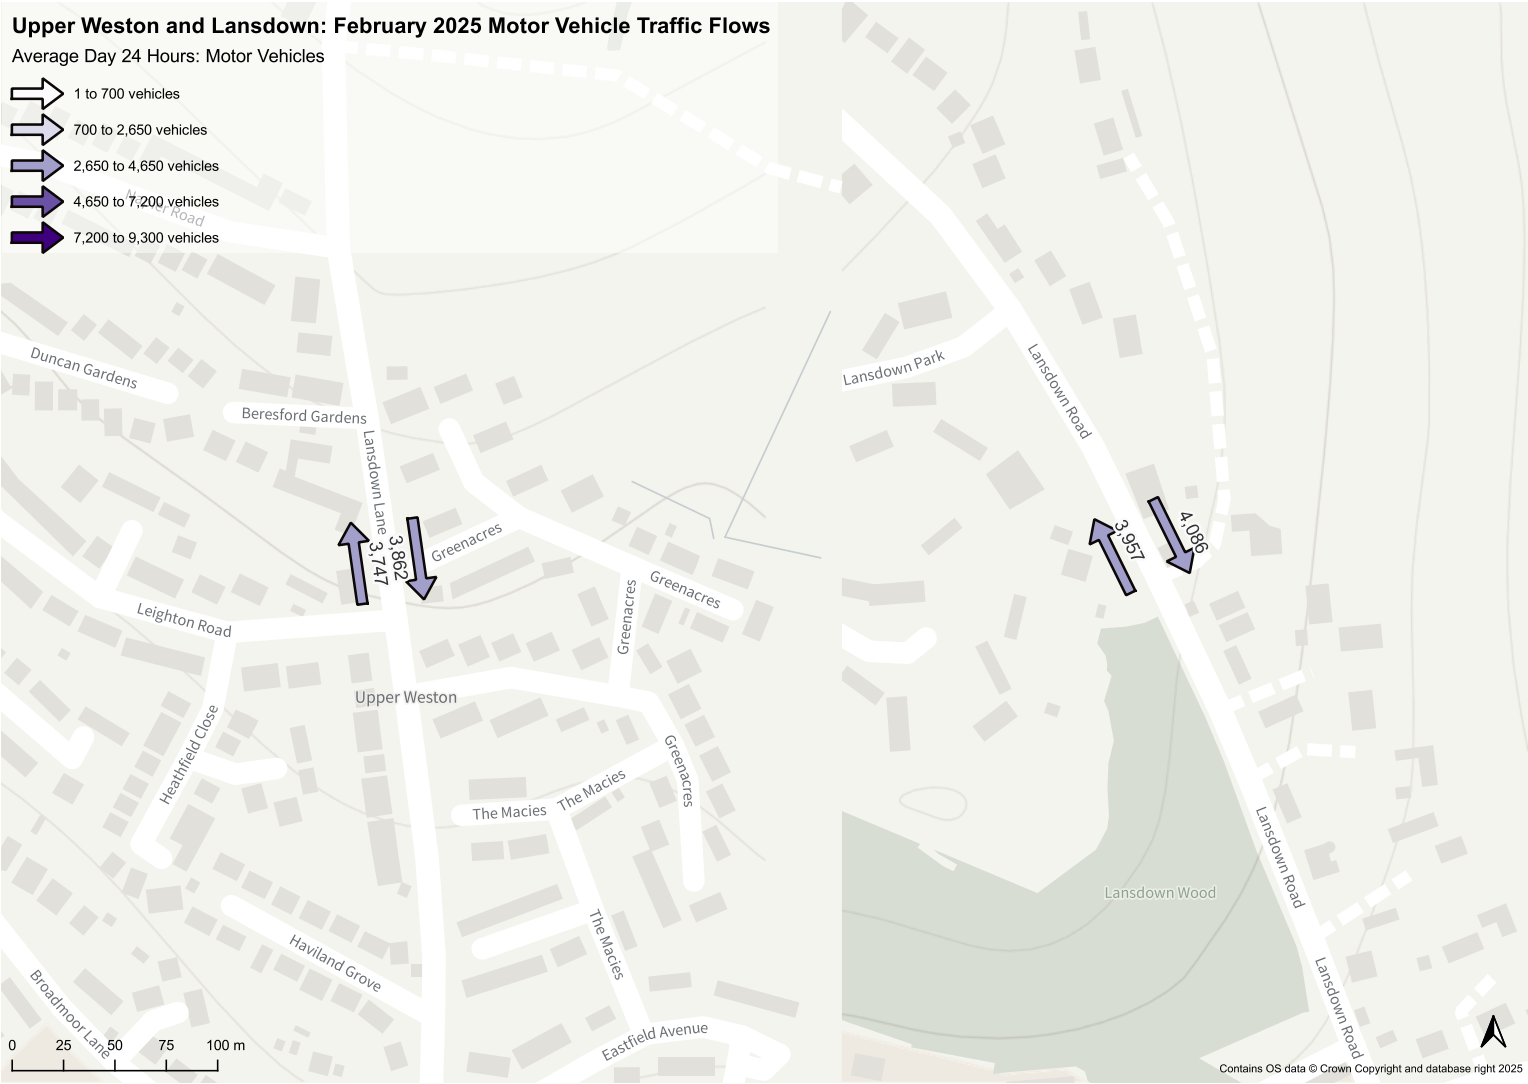 Upper Weston and Lansdown: February 2025 Motor Vehicle Traffic Flows
Average Day 24 Hours: Motor Vehicles
1 to 700 vehicles
700 to 2,650 vehicles
2,650 to 4,650 vehicles
4,650 to 7,200 vehicles
7,200 to 9,300 vehicles
Napier Road
Duncan Gardens
Beresford Gardens
Lansdown Lane
Greenacres
3,747
3,862
Greenacres
Greenacres
Leighton Road
Upper Weston
Heathfield Close
Greenacres
The Macies
The Macies
The Macies
Haviland Grove
Broadmoor Lane
Eastfield Avenue
0 25 50 75 100 m
Lansdown Park
Lansdown Road
3,957
4,086
Lansdown Road
Lansdown Wood
Lansdown Road
Contains OS data © Crown Copyright and database right 2025